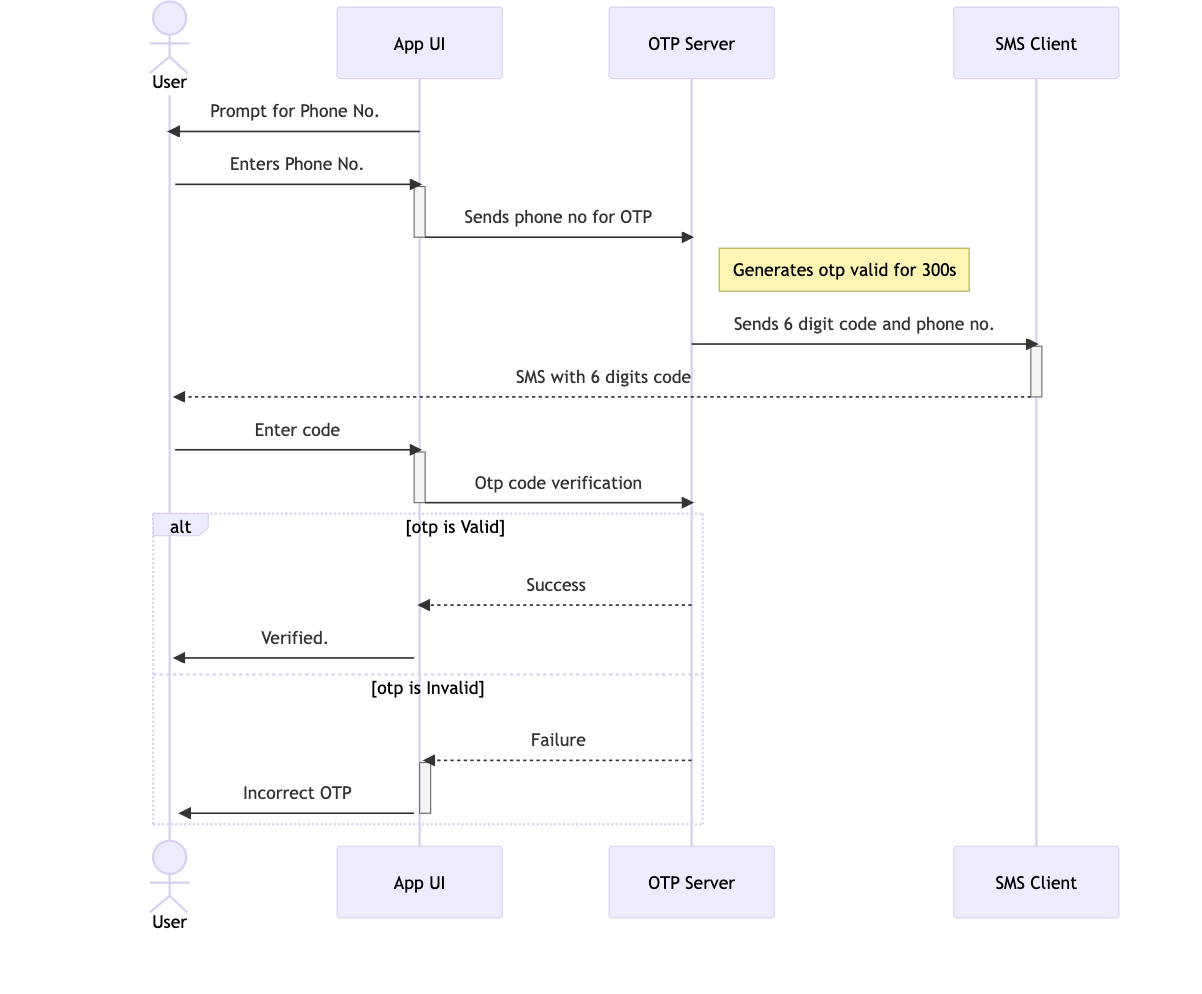 App UI
OTP Server
SMS Client
User
Prompt for Phone No.
Enters Phone No.
Sends phone no for OTP
Generates otp valid for 300s
Sends 6 digit code and phone no.
SMS with 6 digits code
Enter code
Otp code verification
alt
[otp is Valid]
Success
Verified.
[otp is Invalid]
Failure
Incorrect OTP
App UI
OTP Server
SMS Client
User